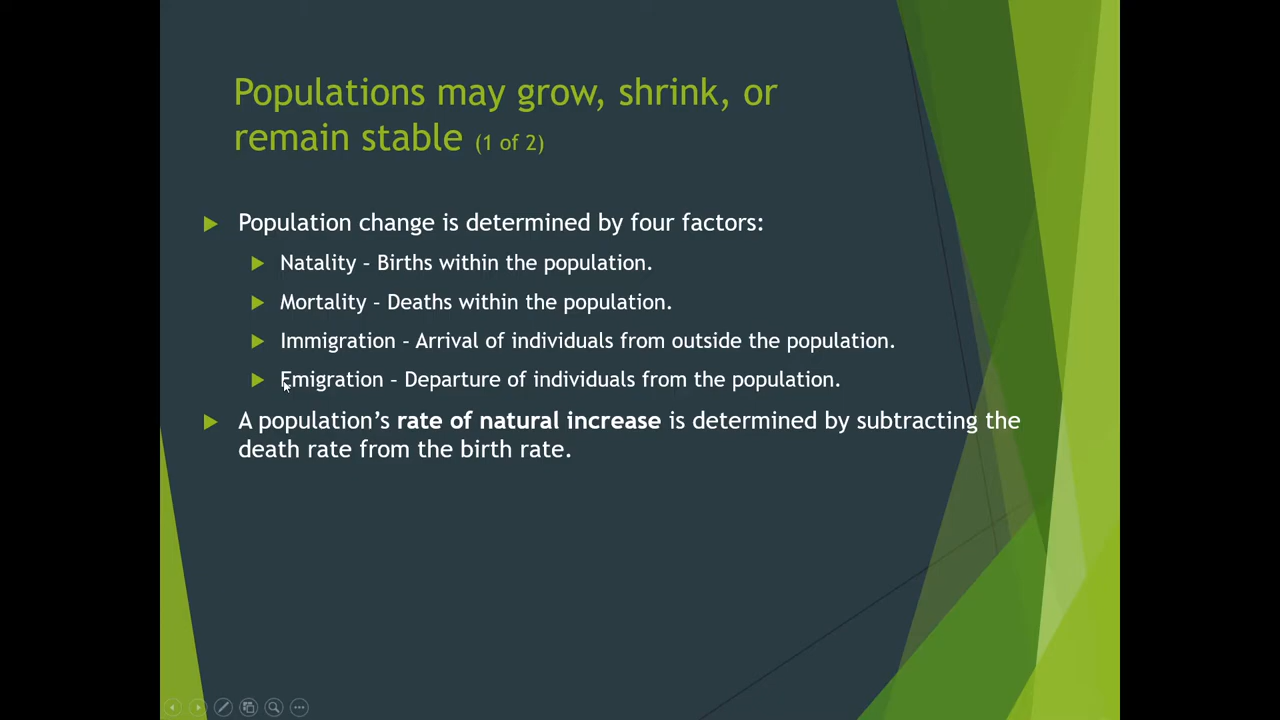 Populations may grow, shrink, or
remain stable (1 of 2)
Population change is determined by four factors:
Natality – Births within the population.
Mortality – Deaths within the population.
Immigration – Arrival of individuals from outside the population.
Emigration – Departure of individuals from the population.
A population’s rate of natural increase is determined by subtracting the
death rate from the birth rate.